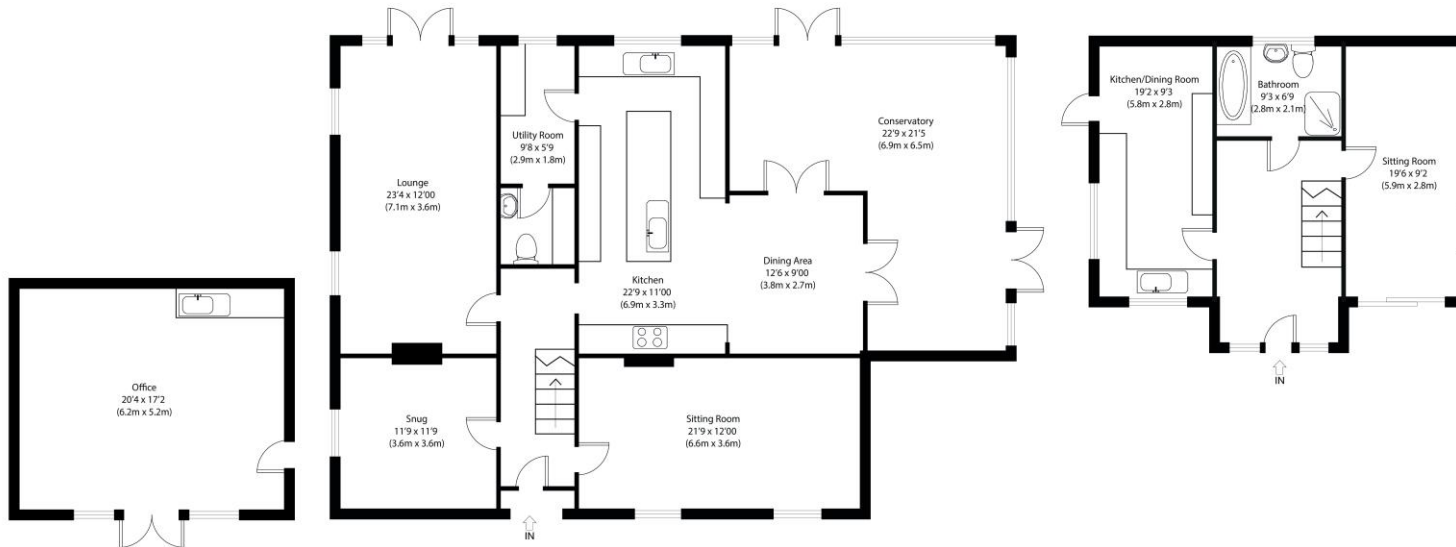 Office
20'4 x 17'2
(6.2m x 5.2m)
Lounge
23'4 x 12'00
(7.1m x 3.6m)
Utility Room
9'8 x 5'9
(2.9m x 1.8m)
Kitchen
22'9 x 11'00
(6.9m x 3.3m)
Dining Area
12'6 x 9'00
(3.8m x 2.7m)
Conservatory
22'9 x 21'5
(6.9m x 6.5m)
Snug
11'9 x 11'9
(3.6m x 3.6m)
Sitting Room
21'9 x 12'00
(6.6m x 3.6m)
IN
Kitchen/Dining Room
19'2 x 9'3
(5.8m x 2.8m)
Bathroom
9'3 x 6'9
(2.8m x 2.1m)
Sitting Room
19'6 x 9'2
(5.9m x 2.8m)
IN